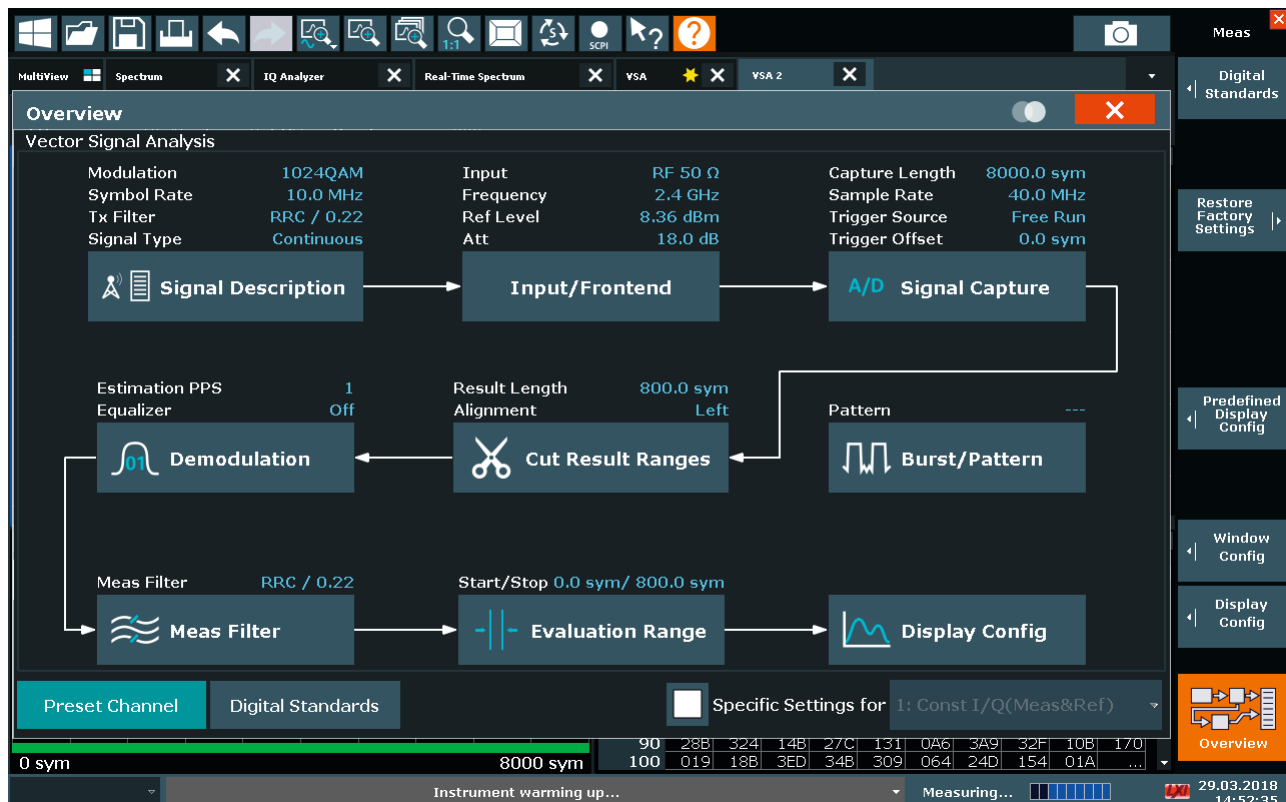 1:1
S
SCPI
?
?
Meas
MultiView
Spectrum
IQ Analyzer
Real-Time Spectrum
VSA
VSA 2
Digital
Standards
Overview
Vector Signal Analysis
Modulation 1024QAM
Symbol Rate 10.0 MHz
Tx Filter RRC / 0.22
Signal Type Continuous
Input RF 50 Ω
Frequency 2.4 GHz
Ref Level 8.36 dBm
Att 18.0 dB
Capture Length 8000.0 sym
Sample Rate 40.0 MHz
Trigger Source Free Run
Trigger Offset 0.0 sym
Restore
Factory
Settings
Signal Description
Input/Frontend
A/D Signal Capture
Estimation PPS 1
Equalizer Off
Result Length 800.0 sym
Alignment Left
Pattern ---
Predefined
Display
Config
01 Demodulation
Cut Result Ranges
Burst/Pattern
Window
Config
Meas Filter RRC / 0.22
Start/Stop 0.0 sym/ 800.0 sym
Display
Config
Meas Filter
Evaluation Range
Display Config
Preset Channel
Digital Standards
Specific Settings for 1: Const I/Q(Meas&Ref)
Overview
0 sym 8000 sym
90 28B 324 14B 27C 131 0A6 3A9 32F 10B 170
100 019 18B 3ED 34B 309 064 24D 154 01A ...
Instrument warming up...
Measuring...
LXI
29.03.2018
14:52:35